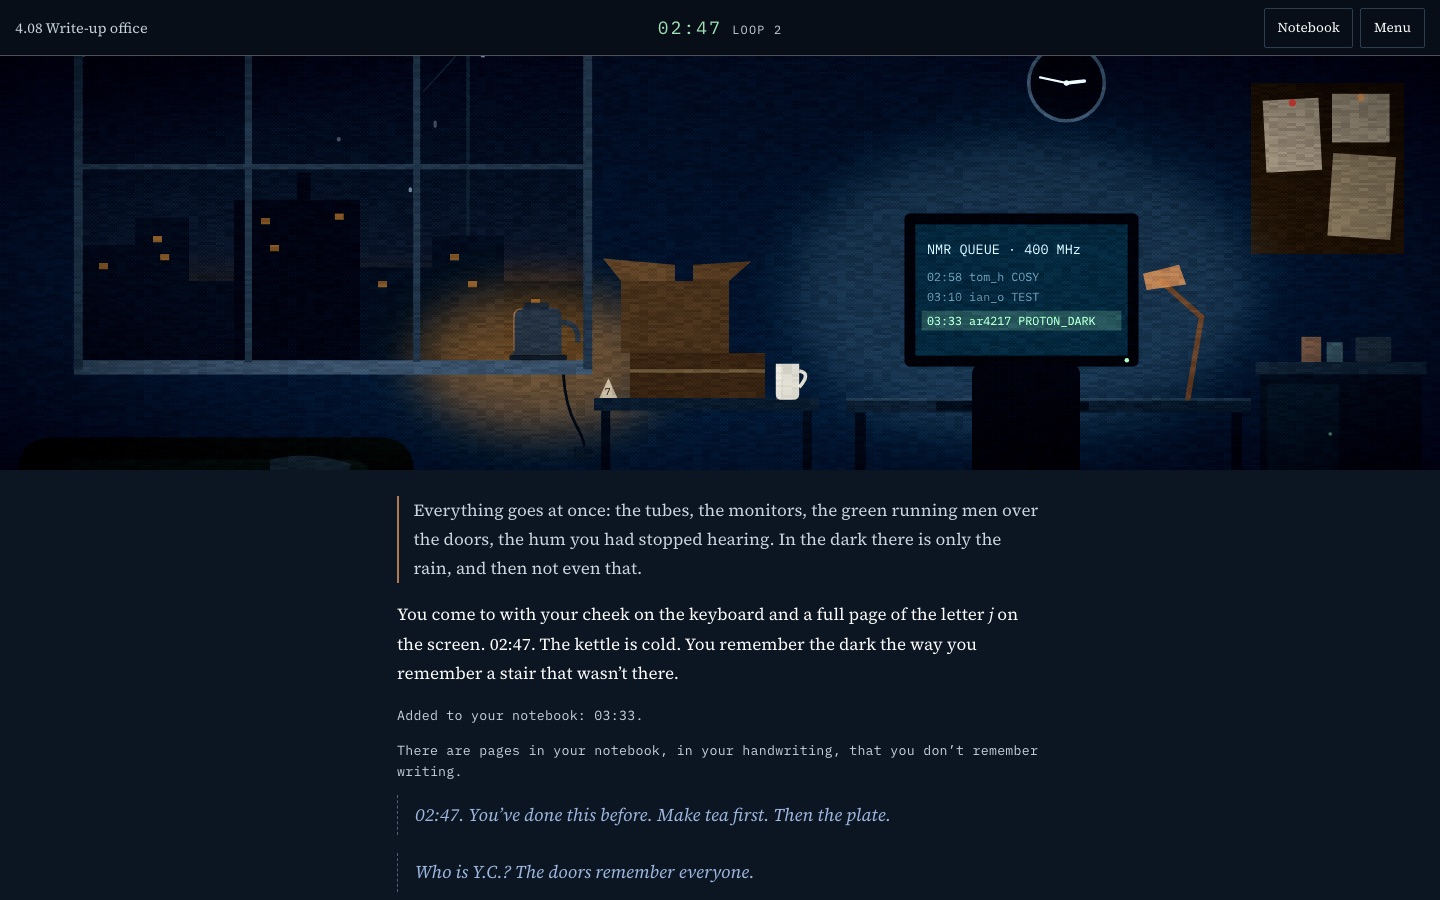 4.08 Write-up office
02:47 LOOP 2
Notebook
Menu
NMR QUEUE · 400 MHz
02:58 tom_h COSY
03:10 ian_o TEST
03:33 ar4217 PROTON_DARK
7
Everything goes at once: the tubes, the monitors, the green running men over
the doors, the hum you had stopped hearing. In the dark there is only the
rain, and then not even that.
You come to with your cheek on the keyboard and a full page of the letter j on
the screen. 02:47. The kettle is cold. You remember the dark the way you
remember a stair that wasn’t there.
Added to your notebook: 03:33.
There are pages in your notebook, in your handwriting, that you don’t remember
writing.
02:47. You’ve done this before. Make tea first. Then the plate.
Who is Y.C.? The doors remember everyone.